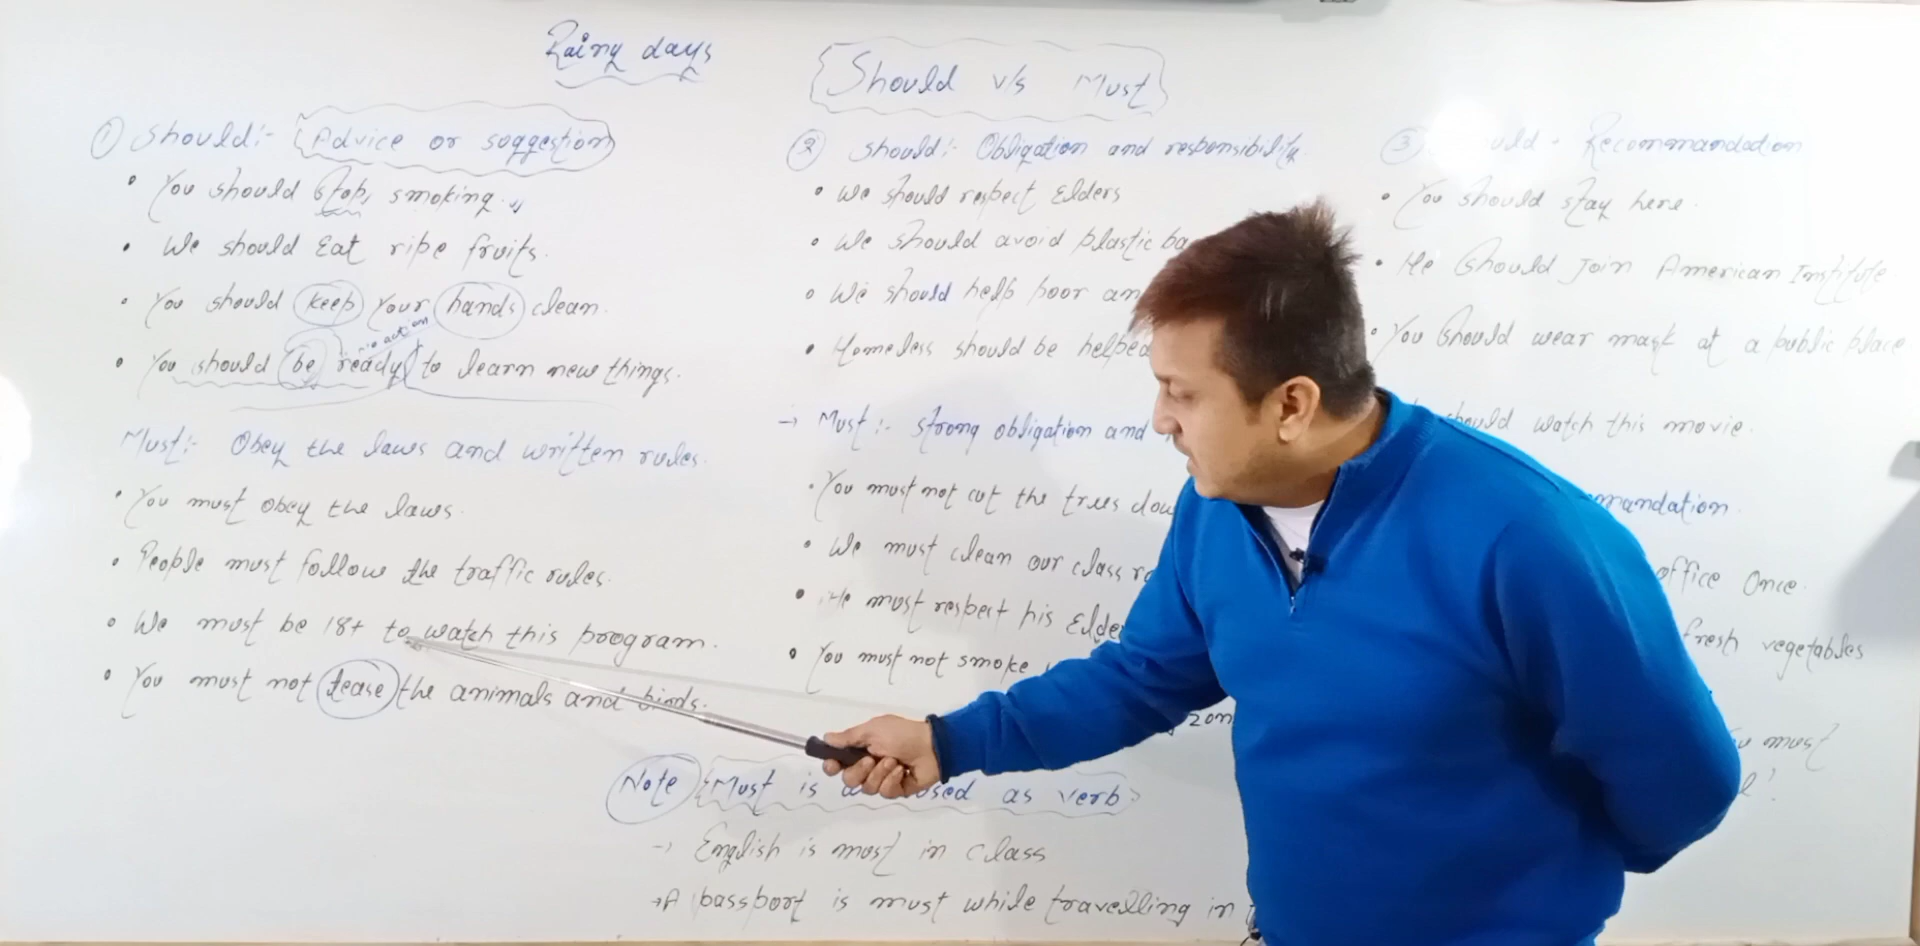 Rainy days
Should v/s Must
① Should:- Advice or soggestion
• You should stop, smoking.
• We should Eat ripe fruits.
• You should keep your hands clean.
no action
• You should be ready to learn new things.
Must:- Obey the laws and written rules.
• You must obey the laws.
• People must follow the traffic rules.
• We must be 18+ to watch this program.
• You must not tease the animals and birds.
② Should:- Obligation and responsibility
• We should respect Elders
• We should avoid plastic
• We should help poor
• Homeless should be helped
→ Must:- strong obligation and
• You must not cut the trees
• We must clean our class
• He must respect his
• You must not smoke
③ Recommandation
• You should stay here.
• He should Join American Institute
• You should wear mask at a public place
should watch this movie.
office Once.
fresh vegetables
must
Note Must is used as verb
→ English is must in class
→ A passport is must while travelling in